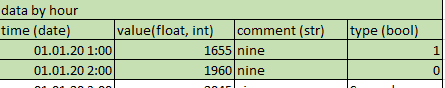 data by hour
time (date) value(float, int) comment (str) type (bool)
01.01.20 1:00 1655 nine 1
01.01.20 2:00 1960 nine 0